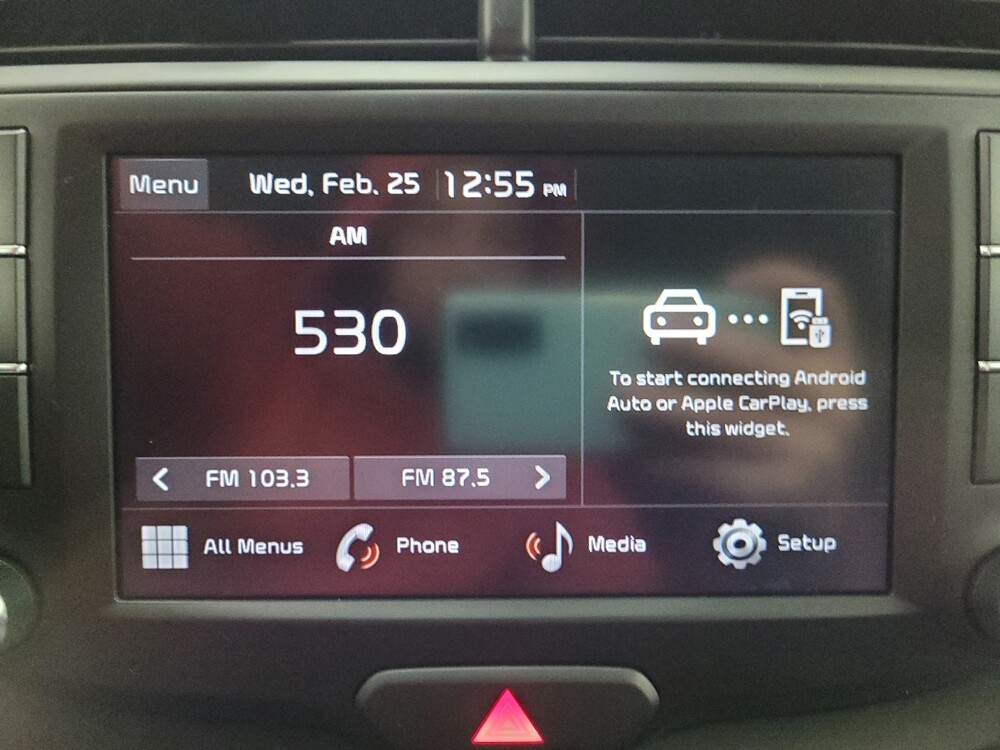 Menu Wed, Feb. 25 12:55 PM
AM
530
To start connecting Android
Auto or Apple CarPlay, press
this widget.
FM 103.3 FM 87.5
All Menus Phone Media Setup